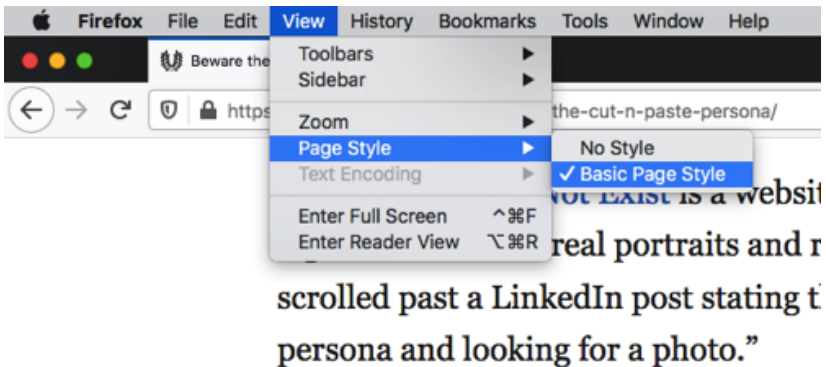 Firefox File Edit View History Bookmarks Tools Window Help
Beware the
Toolbars
Sidebar
https
the-cut-n-paste-persona/
Zoom
Page Style
No Style
Text Encoding
✓ Basic Page Style
Not Exist is a websit
Enter Full Screen ^⌘F
Enter Reader View ⌥⌘R
real portraits and r
scrolled past a LinkedIn post stating t
persona and looking for a photo.”